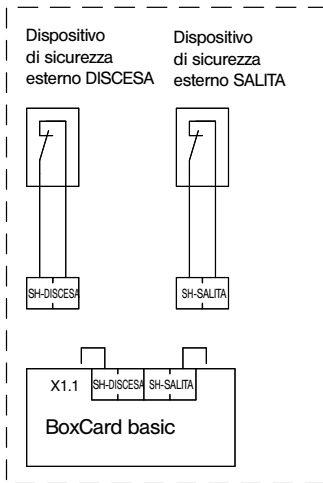 Dispositivo
di sicurezza
esterno DISCESA
Dispositivo
di sicurezza
esterno SALITA
SH-DISCESA
SH-SALITA
X1.1
SH-DISCESA
SH-SALITA
BoxCard basic